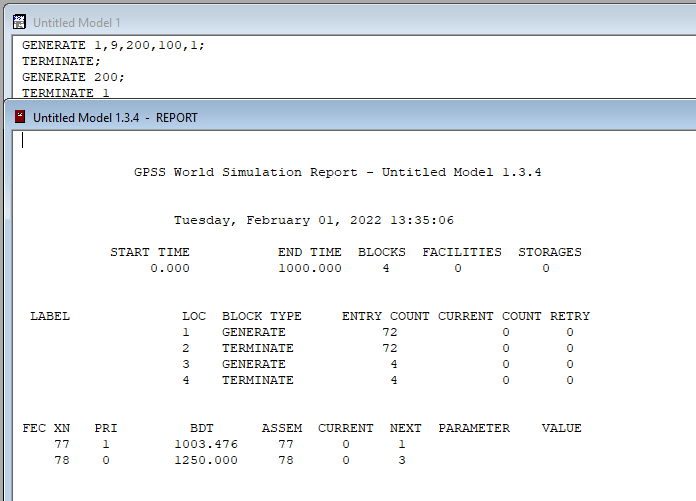 Untitled Model 1
GENERATE 1,9,200,100,1;
TERMINATE;
GENERATE 200;
TERMINATE 1
Untitled Model 1.3.4 - REPORT
GPSS World Simulation Report - Untitled Model 1.3.4
Tuesday, February 01, 2022 13:35:06
START TIME END TIME BLOCKS FACILITIES STORAGES
0.000 1000.000 4 0 0
LABEL LOC BLOCK TYPE ENTRY COUNT CURRENT COUNT RETRY
1 GENERATE 72 0 0
2 TERMINATE 72 0 0
3 GENERATE 4 0 0
4 TERMINATE 4 0 0
FEC XN PRI BDT ASSEM CURRENT NEXT PARAMETER VALUE
77 1 1003.476 77 0 1
78 0 1250.000 78 0 3